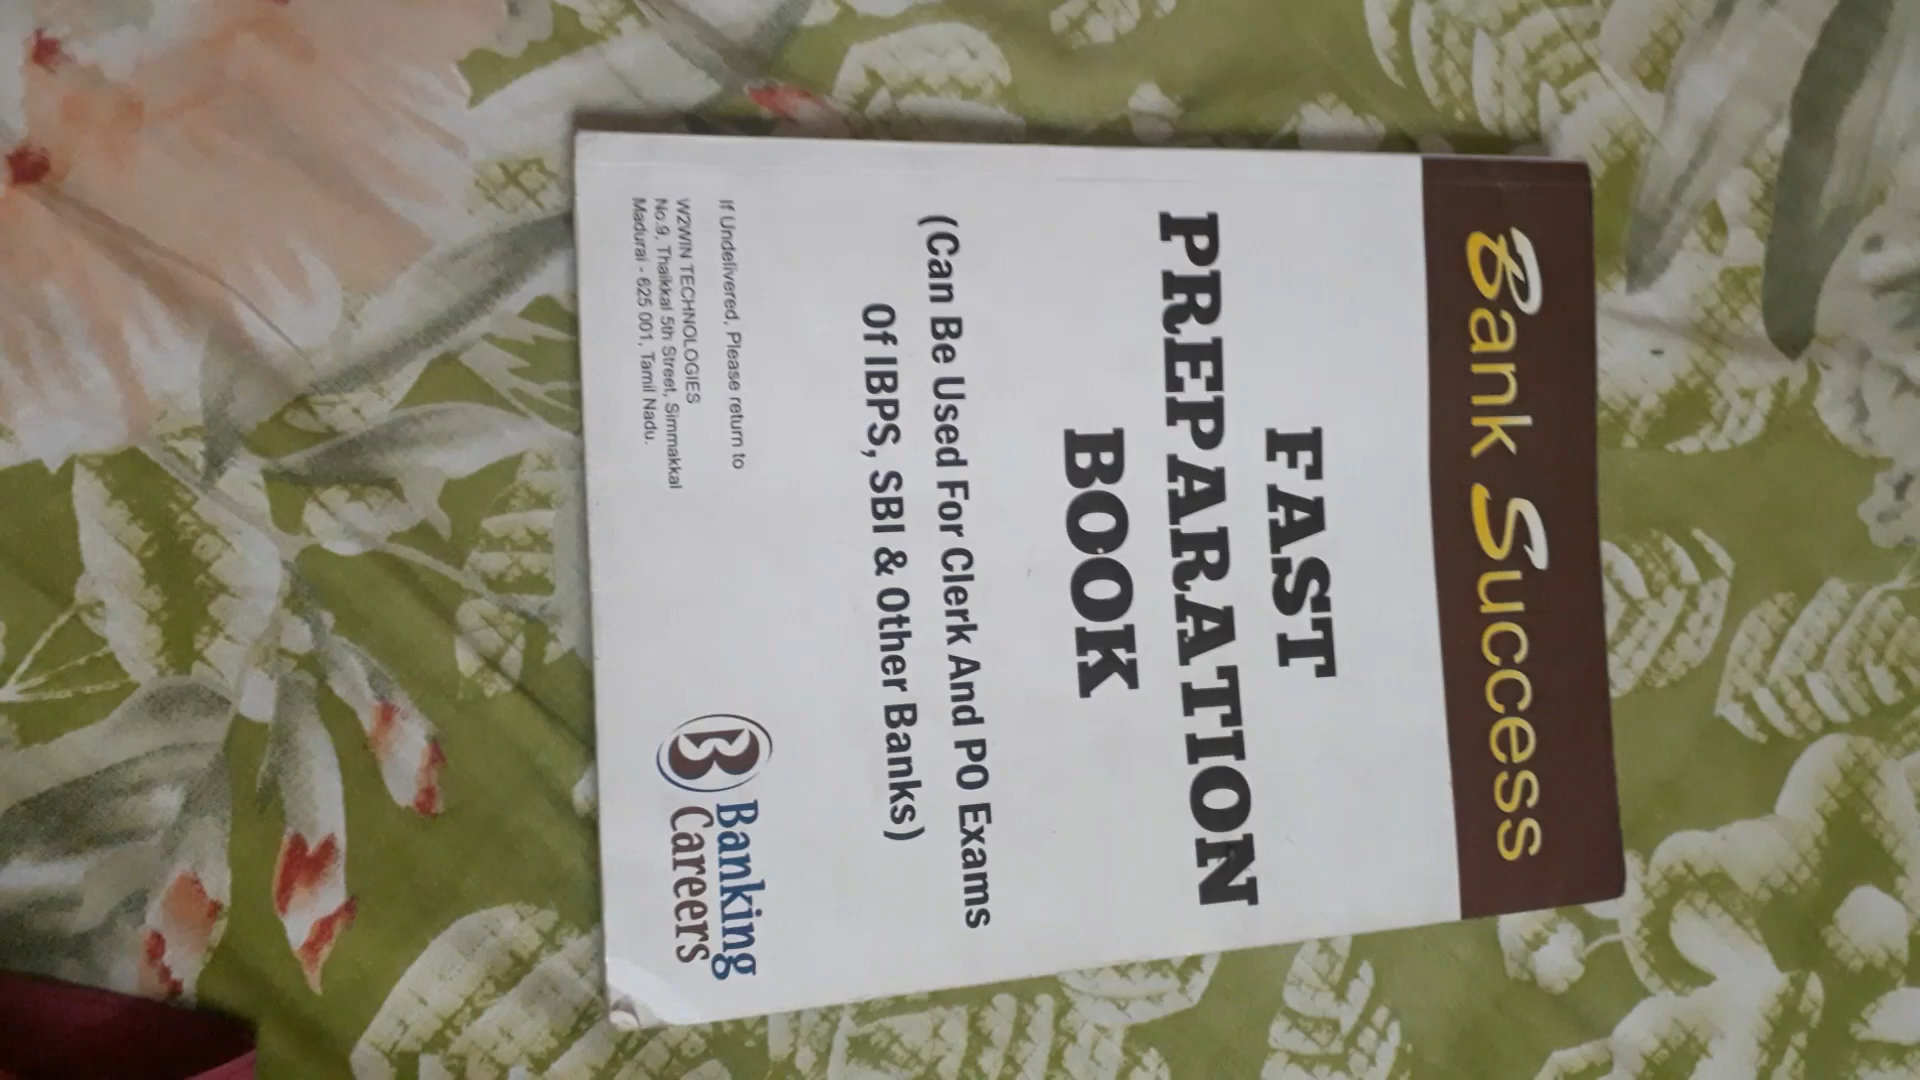 Bank Success
FAST
PREPARATION
BOOK
(Can Be Used For Clerk And PO Exams
Of IBPS, SBI & Other Banks)
If Undelivered, Please return to
W2WIN TECHNOLOGIES
No.9, Thaikkal 5th Street, Simmakkal
Madurai - 625 001, Tamil Nadu.
B
Banking
Careers